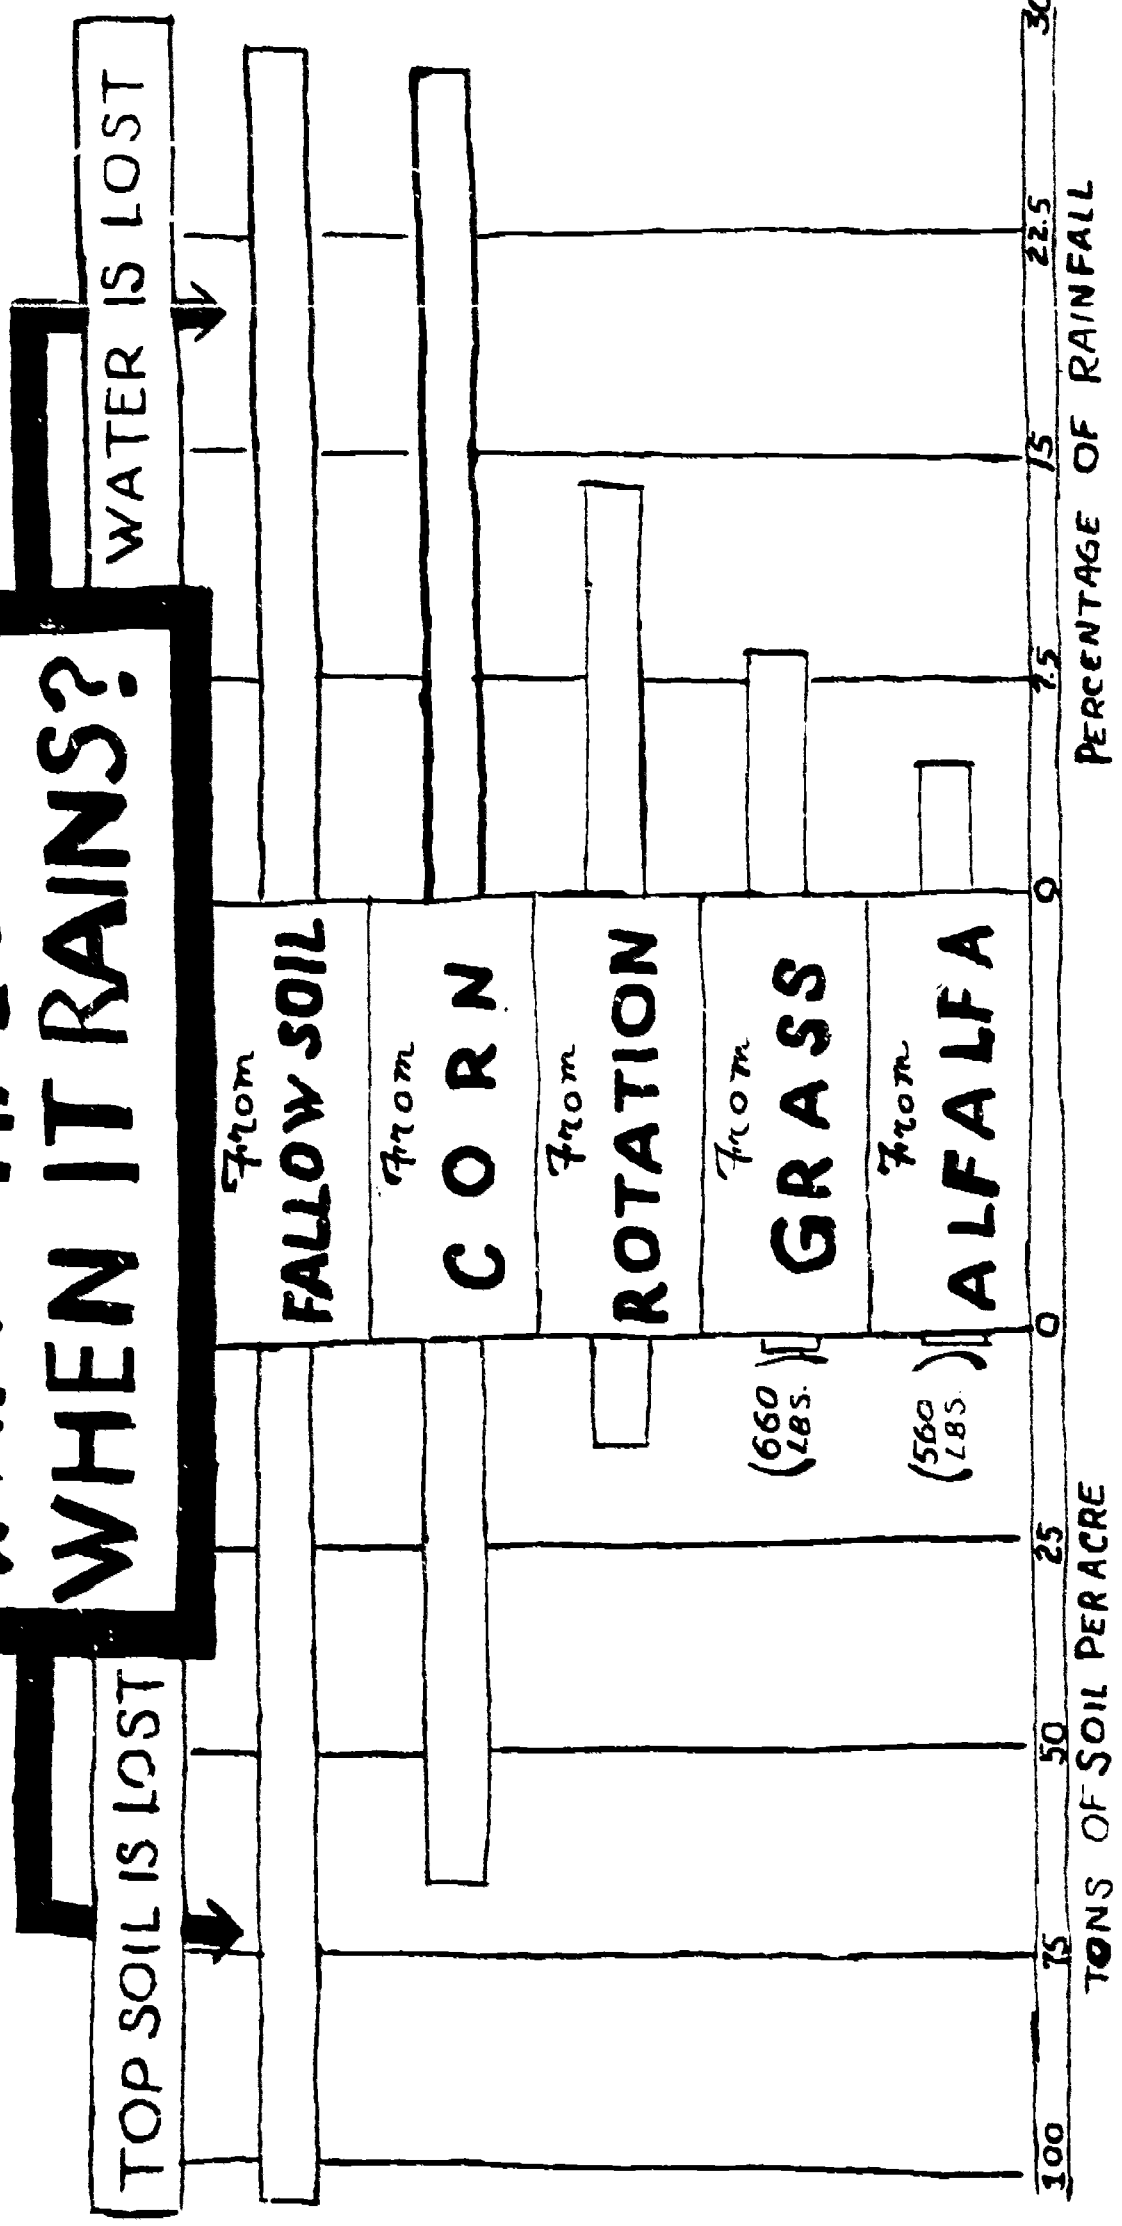 WHEN IT RAINS?
TOP SOIL IS LOST
WATER IS LOST
From
FALLOW SOIL
From
CORN
From
ROTATION
(660
LBS.)
From
GRASS
(560
LBS.)
From
ALFALFA
100 75 50 25 0 0 7.5 15 22.5 30
TONS OF SOIL PER ACRE
PERCENTAGE OF RAINFALL